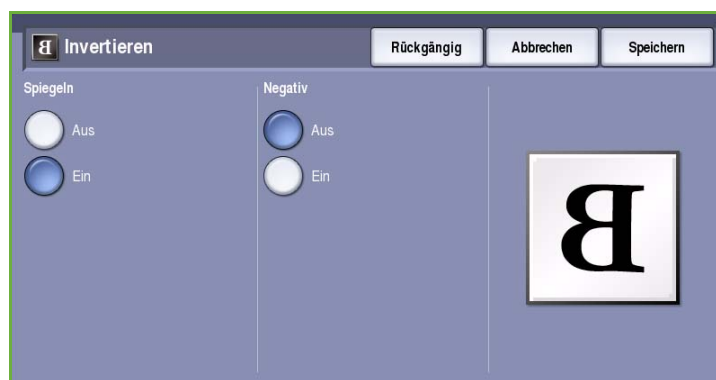 Invertieren
Rückgängig
Abbrechen
Speichern
Spiegeln
Aus
Ein
Negativ
Aus
Ein
B